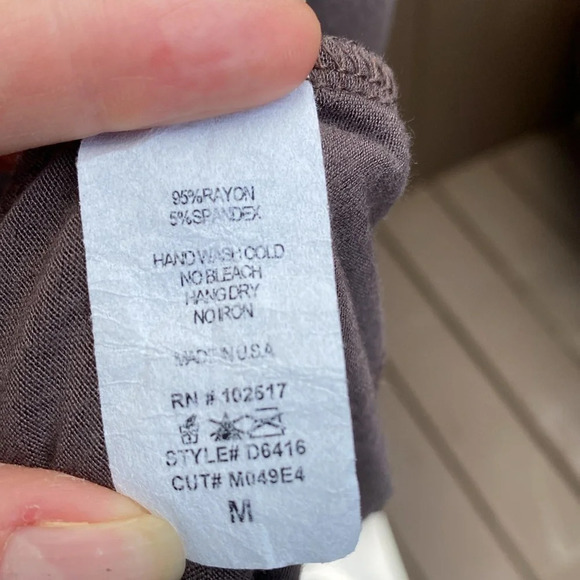 95%RAYON
5%SPANDEX
HAND WASH COLD
NO BLEACH
HANG DRY
NO IRON
MADE IN U.S.A
RN # 102617
STYLE# D6416
CUT# M049E4
M